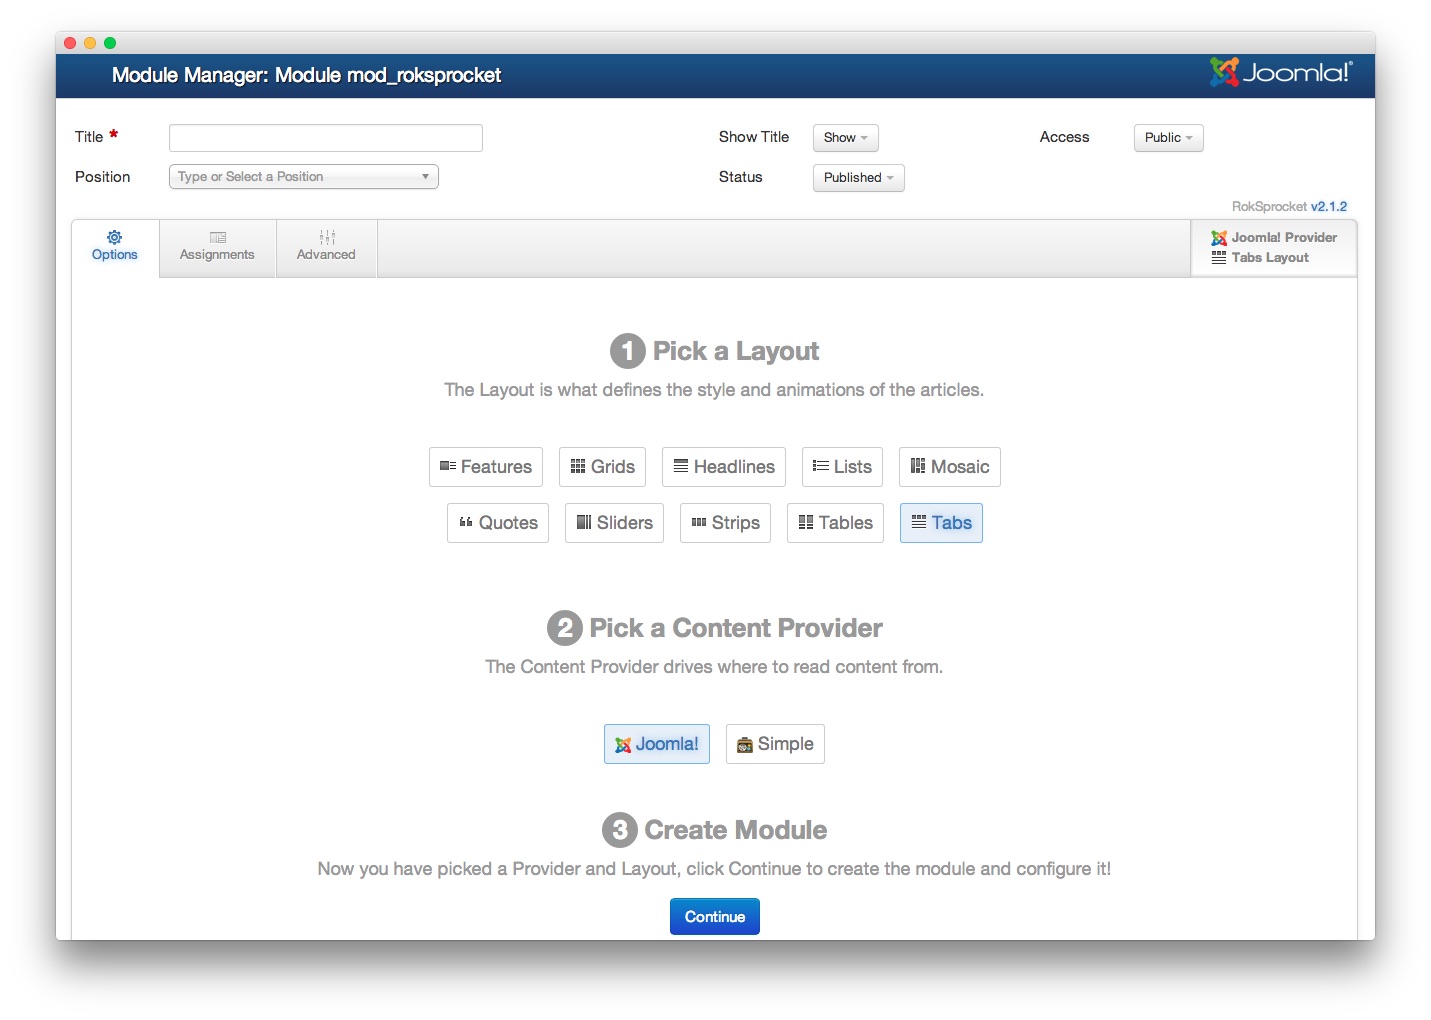 Module Manager: Module mod_roksprocket
Joomla!®
Title *
Show Title Show
Access Public
Position Type or Select a Position
Status Published
RokSprocket v2.1.2
Options
Assignments
Advanced
Joomla! Provider
Tabs Layout
1 Pick a Layout
The Layout is what defines the style and animations of the articles.
Features Grids Headlines Lists Mosaic
Quotes Sliders Strips Tables Tabs
2 Pick a Content Provider
The Content Provider drives where to read content from.
Joomla! Simple
3 Create Module
Now you have picked a Provider and Layout, click Continue to create the module and configure it!
Continue